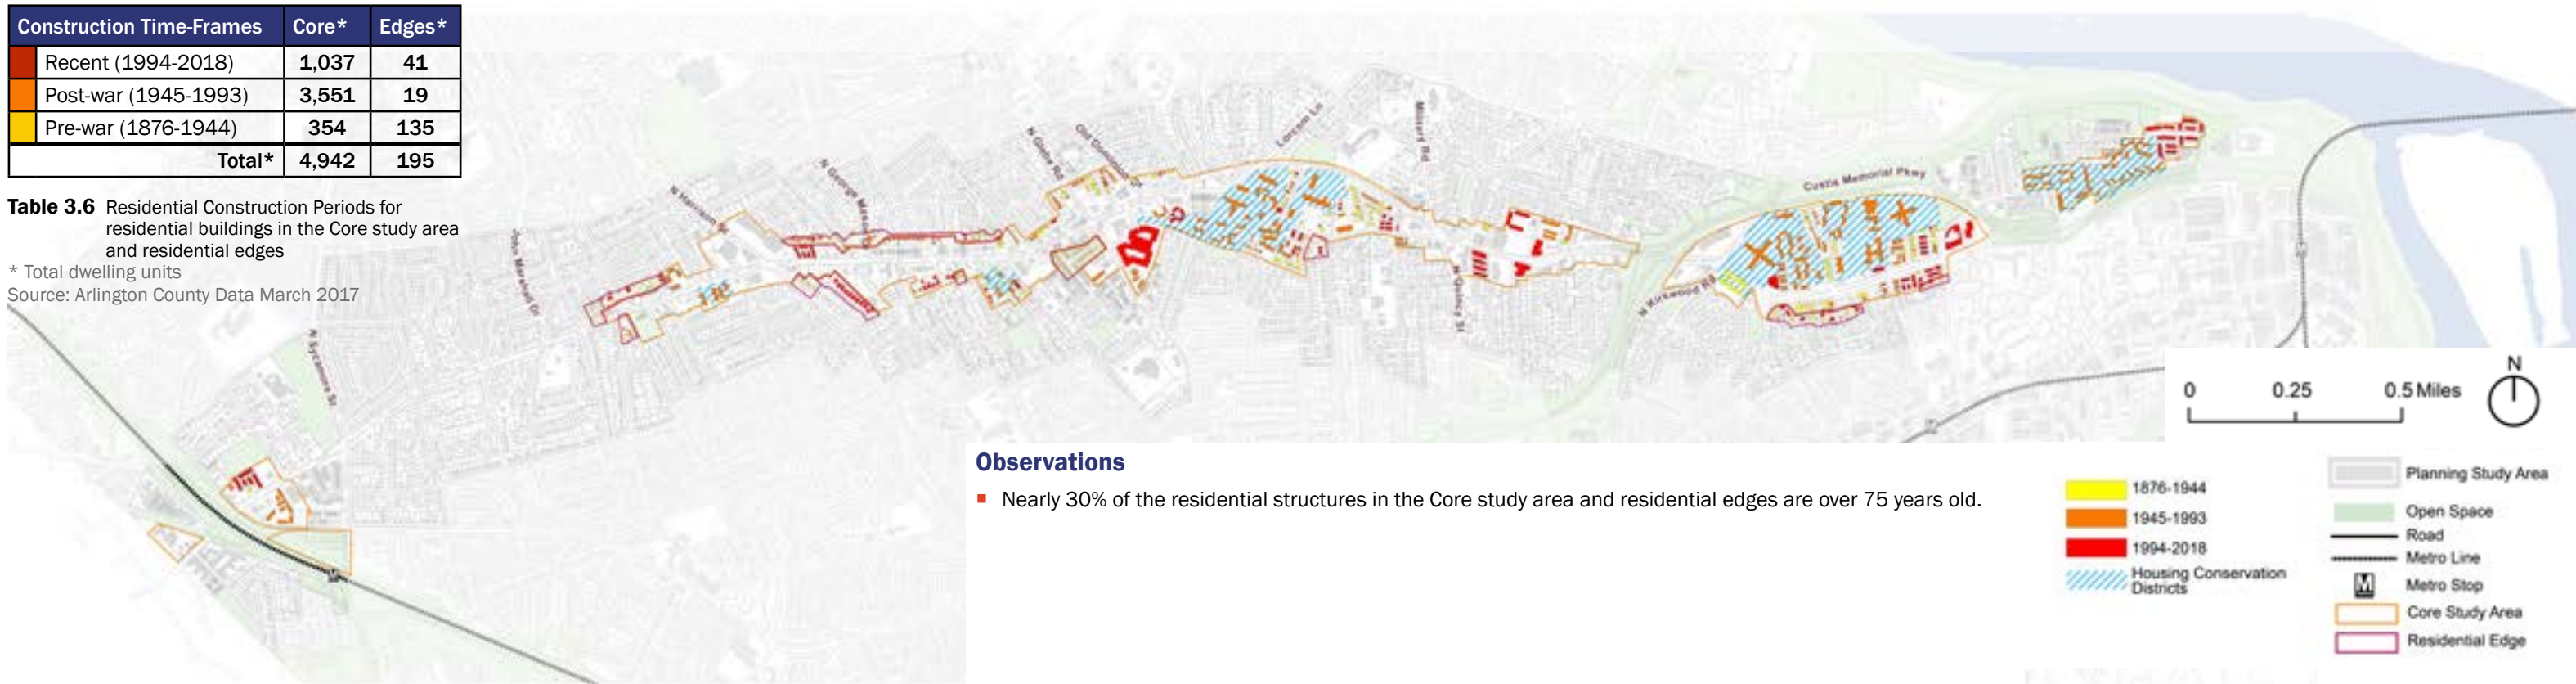 Construction Time-Frames Core* Edges*
Recent (1994-2018) 1,037 41
Post-war (1945-1993) 3,551 19
Pre-war (1876-1944) 354 135
Total* 4,942 195
Table 3.6 Residential Construction Periods for
residential buildings in the Core study area
and residential edges
* Total dwelling units
Source: Arlington County Data March 2017
N Sycamore St
John Marshall Dr
N Harrison St
N George Mason Dr
N Glebe Rd
Old Dominion Dr
Lorcom Ln
Military Rd
N Quincy St
N Kirkwood Rd
Custis Memorial Pkwy
M
M
N
0 0.25 0.5 Miles
Observations
Nearly 30% of the residential structures in the Core study area and residential edges are over 75 years old.
1876-1944
1945-1993
1994-2018
Housing Conservation
Districts
Planning Study Area
Open Space
Road
Metro Line
M Metro Stop
Core Study Area
Residential Edge